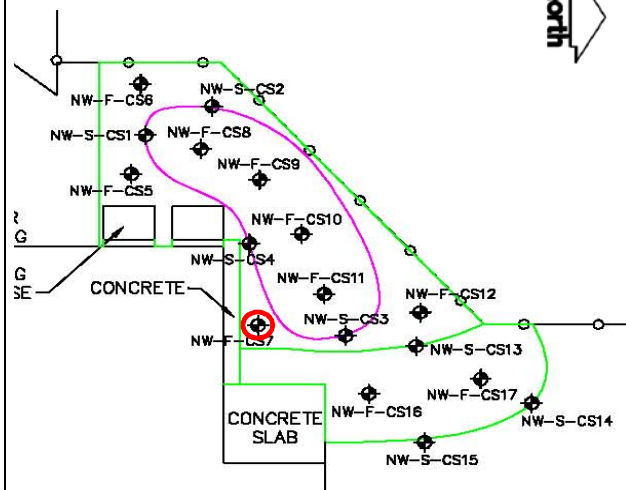 orth
NW-S-CS2
NW-F-CS6
NW-S-CS1
NW-F-CS8
NW-F-CS9
NW-F-CS5
R
G
NW-F-CS10
NW-S-CS4
G
SE
CONCRETE
NW-F-CS11
NW-F-CS12
NW-S-CS3
NW-F-CS7
NW-S-CS13
NW-F-CS17
NW-F-CS16
CONCRETE
SLAB
NW-S-CS14
NW-S-CS15